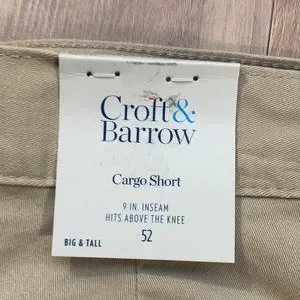 Croft&
Barrow
Cargo Short
9 IN. INSEAM
HITS ABOVE THE KNEE
52
BIG & TALL